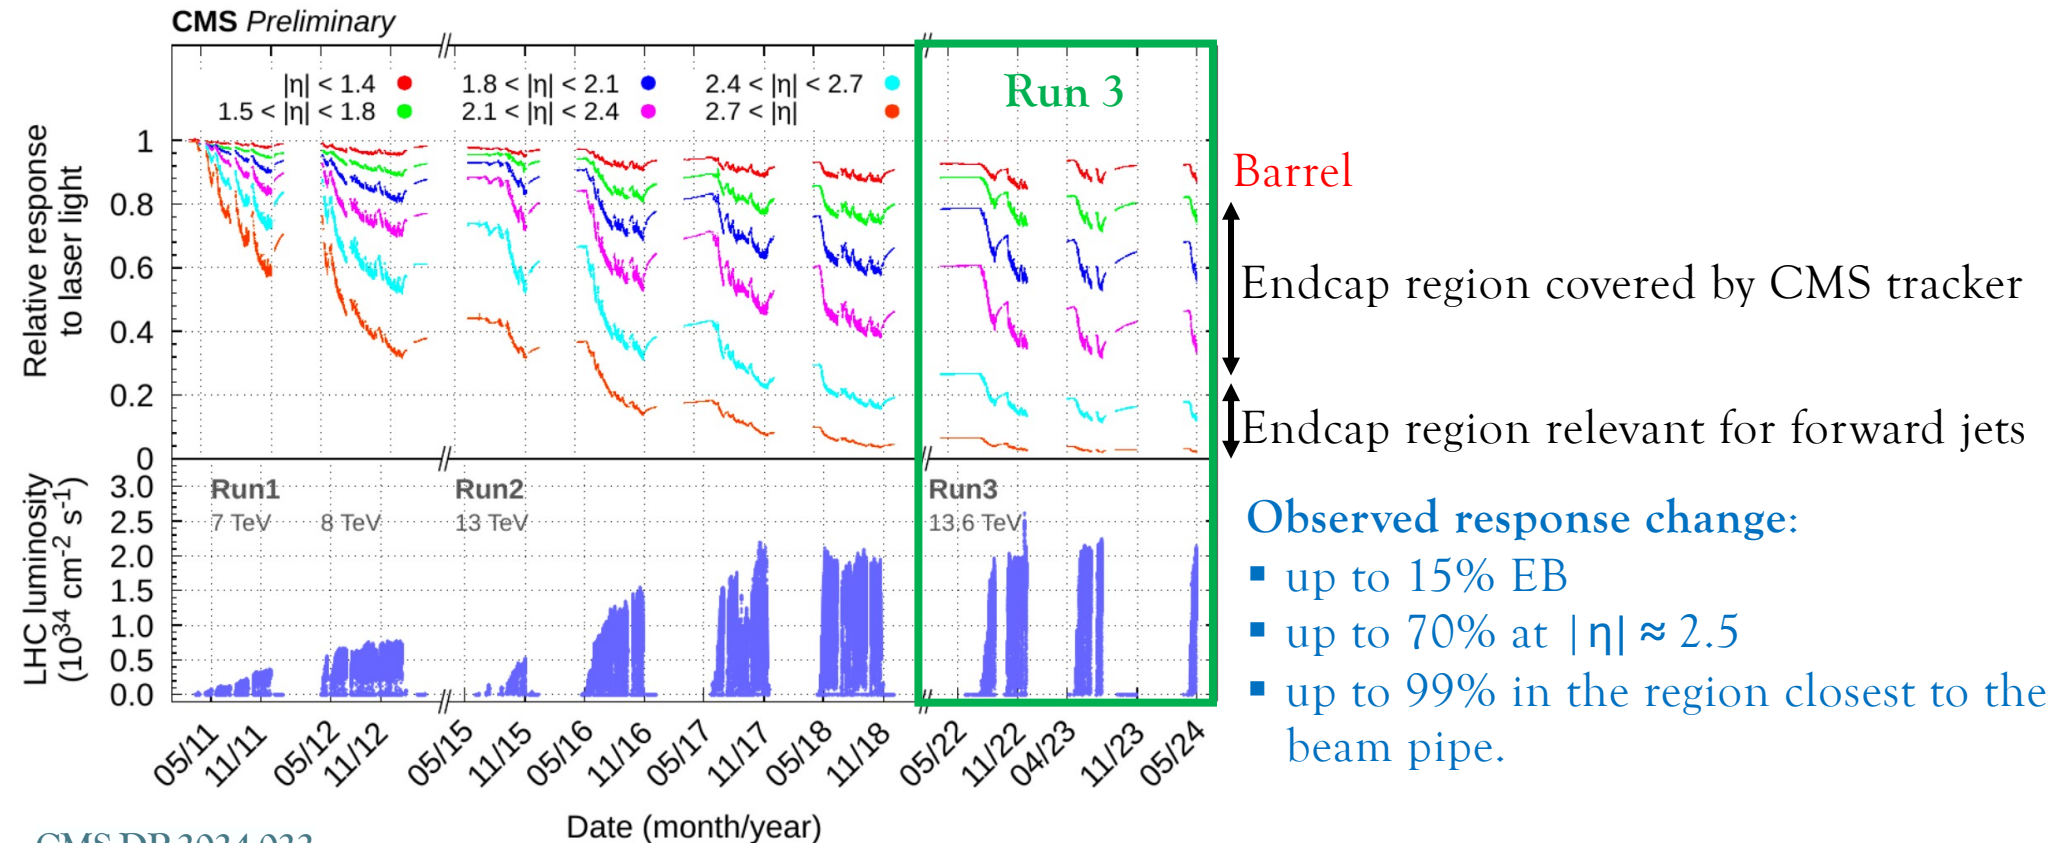 CMS Preliminary
|η| < 1.4
1.5 < |η| < 1.8
1.8 < |η| < 2.1
2.1 < |η| < 2.4
2.4 < |η| < 2.7
2.7 < |η|
Run 3
Relative response
to laser light
1
0.8
0.6
0.4
0.2
0
Barrel
Endcap region covered by CMS tracker
Endcap region relevant for forward jets
LHC luminosity
(10³⁴ cm⁻² s⁻¹)
3.0
2.5
2.0
1.5
1.0
0.5
0.0
Run1
7 TeV
8 TeV
Run2
13 TeV
Run3
13.6 TeV
05/11
11/11
05/12
11/12
05/15
11/15
05/16
11/16
05/17
11/17
05/18
11/18
05/22
11/22
04/23
11/23
05/24
Date (month/year)
Observed response change:
▪ up to 15% EB
▪ up to 70% at |η| ≈ 2.5
▪ up to 99% in the region closest to the
beam pipe.